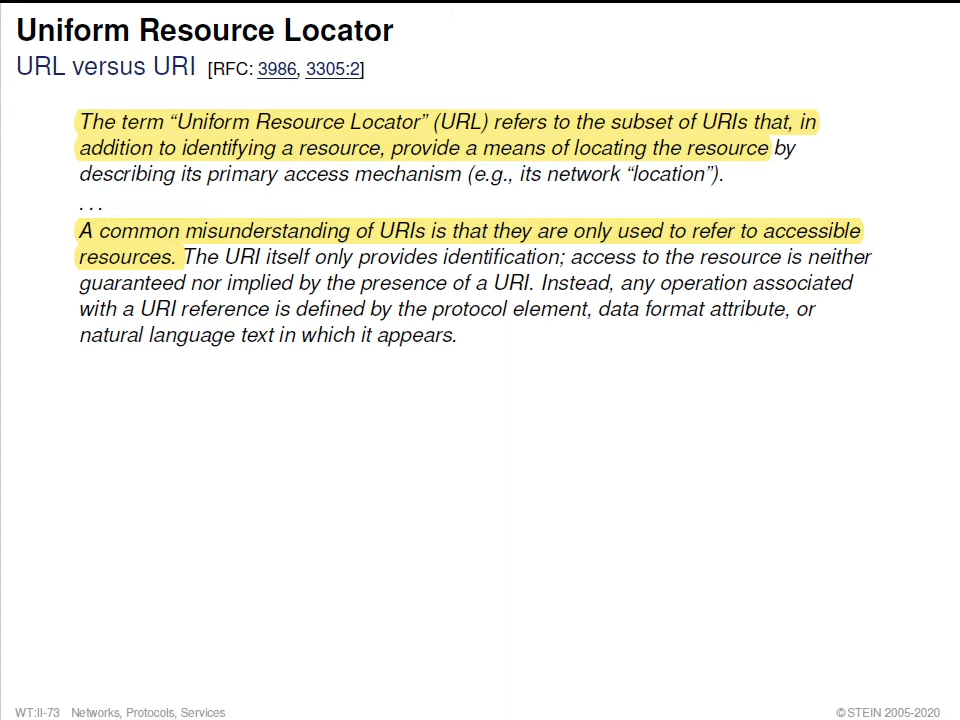 Uniform Resource Locator
URL versus URI [RFC: 3986, 3305:2]
The term “Uniform Resource Locator” (URL) refers to the subset of URIs that, in
addition to identifying a resource, provide a means of locating the resource by
describing its primary access mechanism (e.g., its network “location”).
. . .
A common misunderstanding of URIs is that they are only used to refer to accessible
resources. The URI itself only provides identification; access to the resource is neither
guaranteed nor implied by the presence of a URI. Instead, any operation associated
with a URI reference is defined by the protocol element, data format attribute, or
natural language text in which it appears.
WT:II-73 Networks, Protocols, Services
©STEIN 2005-2020